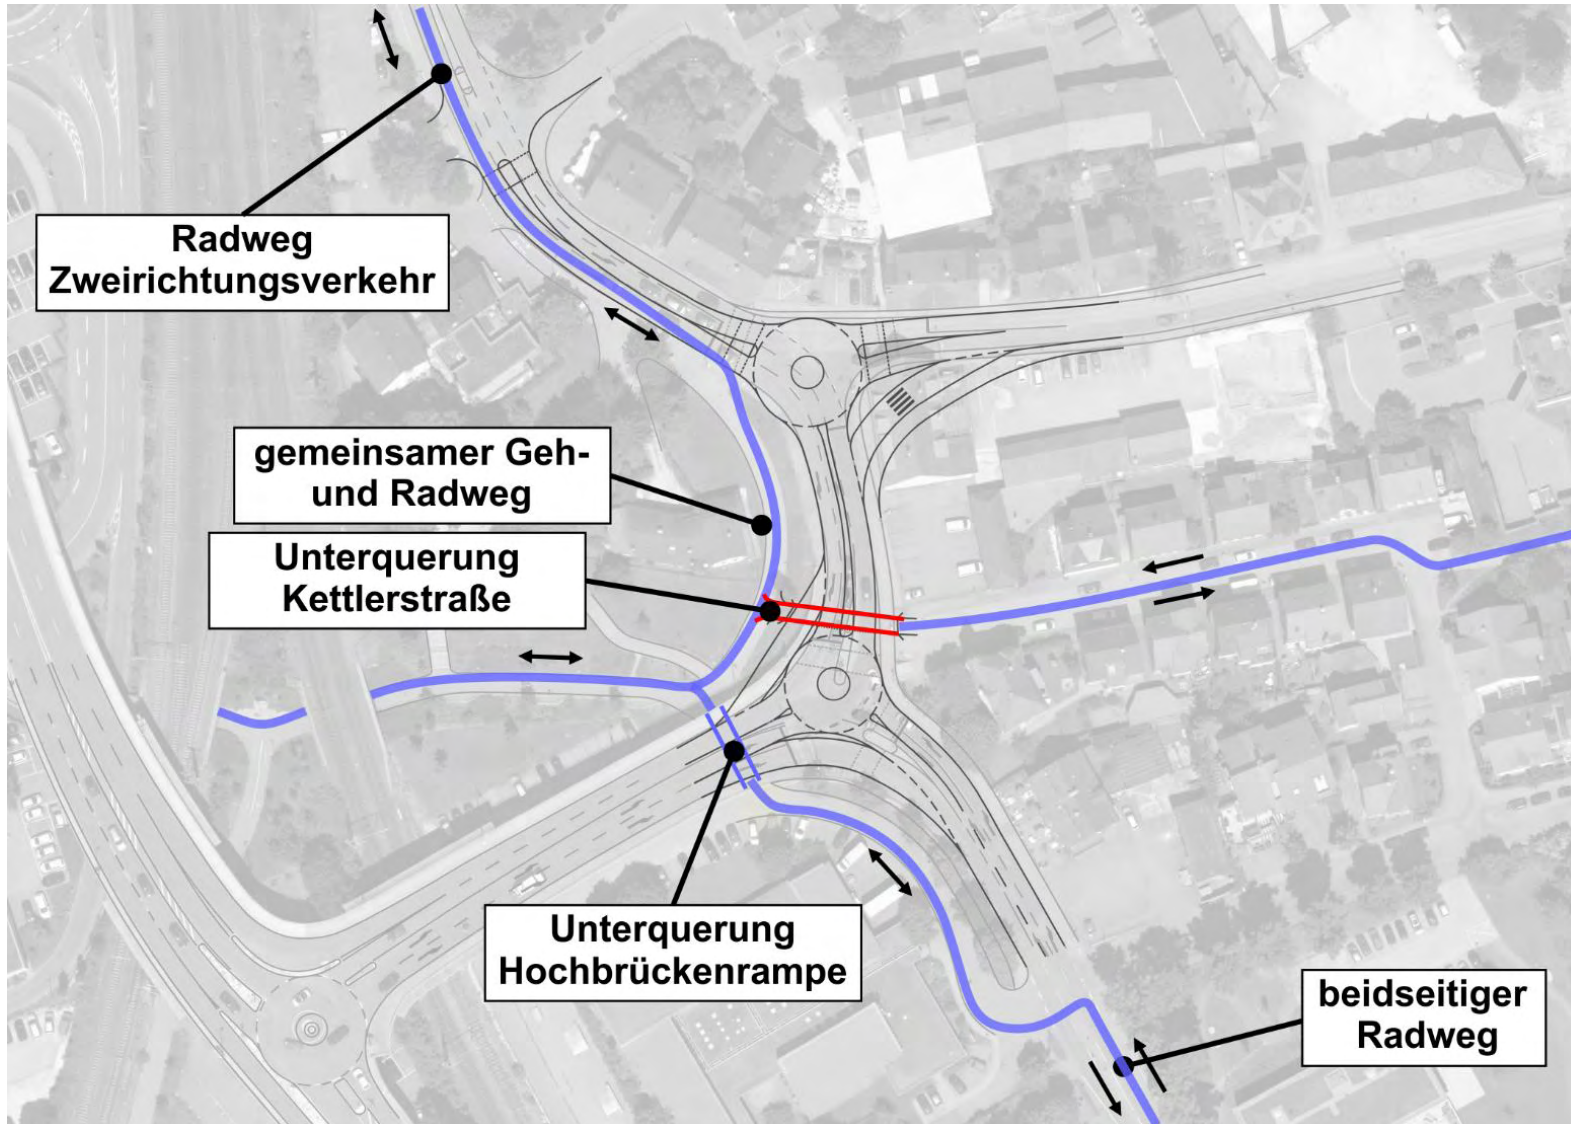 Radweg
Zweirichtungsverkehr
gemeinsamer Geh-
und Radweg
Unterquerung
Kettlerstraße
Unterquerung
Hochbrückenrampe
beidseitiger
Radweg